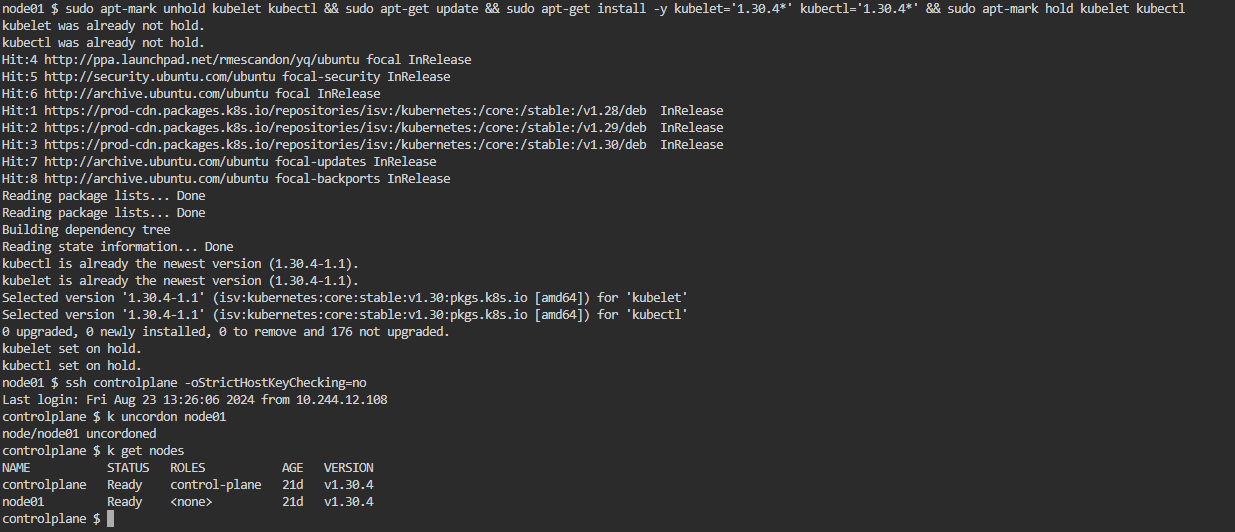 node01 $ sudo apt-mark unhold kubelet kubectl && sudo apt-get update && sudo apt-get install -y kubelet='1.30.4*' kubectl='1.30.4*' && sudo apt-mark hold kubelet kubectl
kubelet was already not hold.
kubectl was already not hold.
Hit:4 http://ppa.launchpad.net/rmescandon/yq/ubuntu focal InRelease
Hit:5 http://security.ubuntu.com/ubuntu focal-security InRelease
Hit:6 http://archive.ubuntu.com/ubuntu focal InRelease
Hit:1 https://prod-cdn.packages.k8s.io/repositories/isv:/kubernetes:/core:/stable:/v1.28/deb  InRelease
Hit:2 https://prod-cdn.packages.k8s.io/repositories/isv:/kubernetes:/core:/stable:/v1.29/deb  InRelease
Hit:3 https://prod-cdn.packages.k8s.io/repositories/isv:/kubernetes:/core:/stable:/v1.30/deb  InRelease
Hit:7 http://archive.ubuntu.com/ubuntu focal-updates InRelease
Hit:8 http://archive.ubuntu.com/ubuntu focal-backports InRelease
Reading package lists... Done
Reading package lists... Done
Building dependency tree
Reading state information... Done
kubectl is already the newest version (1.30.4-1.1).
kubelet is already the newest version (1.30.4-1.1).
Selected version '1.30.4-1.1' (isv:kubernetes:core:stable:v1.30:pkgs.k8s.io [amd64]) for 'kubelet'
Selected version '1.30.4-1.1' (isv:kubernetes:core:stable:v1.30:pkgs.k8s.io [amd64]) for 'kubectl'
0 upgraded, 0 newly installed, 0 to remove and 176 not upgraded.
kubelet set on hold.
kubectl set on hold.
node01 $ ssh controlplane -oStrictHostKeyChecking=no
Last login: Fri Aug 23 13:26:06 2024 from 10.244.12.108
controlplane $ k uncordon node01
node/node01 uncordoned
controlplane $ k get nodes
NAME           STATUS   ROLES           AGE   VERSION
controlplane   Ready    control-plane   21d   v1.30.4
node01         Ready    <none>          21d   v1.30.4
controlplane $